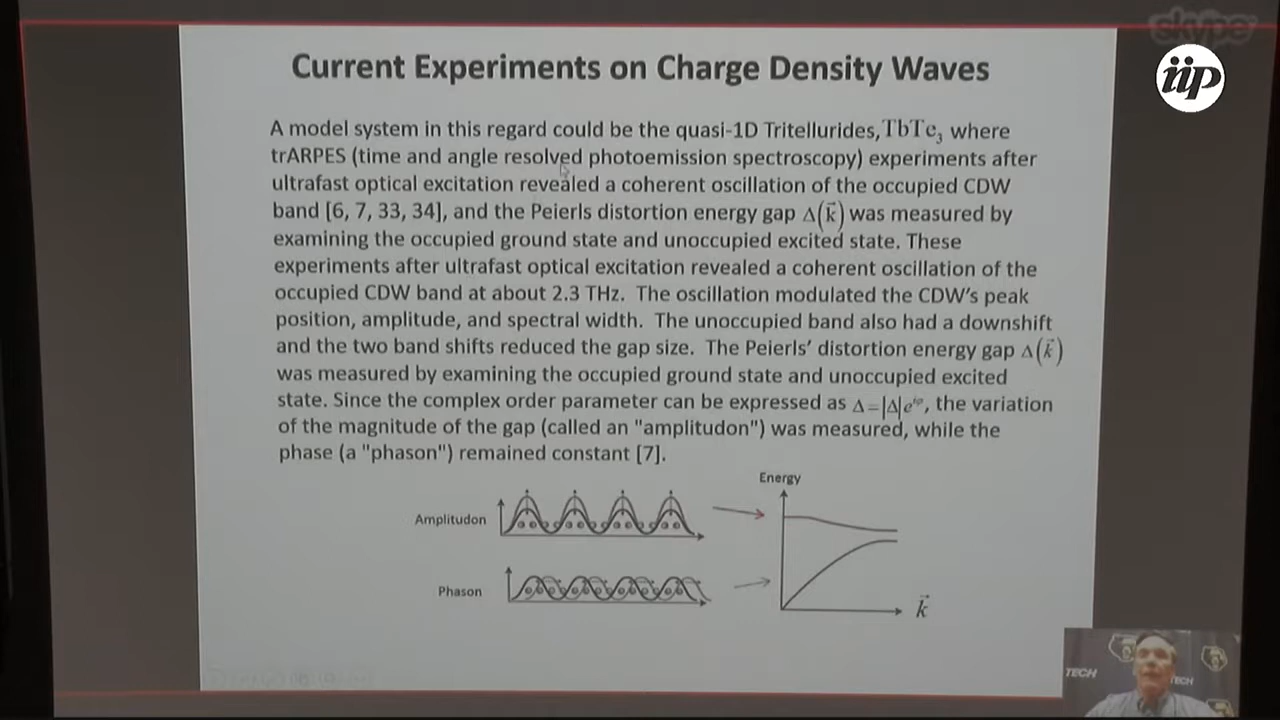 skype
iip
Current Experiments on Charge Density Waves
A model system in this regard could be the quasi-1D Tritellurides, TbTe₃ where
trARPES (time and angle resolved photoemission spectroscopy) experiments after
ultrafast optical excitation revealed a coherent oscillation of the occupied CDW
band [6, 7, 33, 34], and the Peierls distortion energy gap Δ(k⃗) was measured by
examining the occupied ground state and unoccupied excited state. These
experiments after ultrafast optical excitation revealed a coherent oscillation of the
occupied CDW band at about 2.3 THz. The oscillation modulated the CDW's peak
position, amplitude, and spectral width. The unoccupied band also had a downshift
and the two band shifts reduced the gap size. The Peierls' distortion energy gap Δ(k⃗)
was measured by examining the occupied ground state and unoccupied excited
state. Since the complex order parameter can be expressed as Δ=|Δ|e^{iφ}, the variation
of the magnitude of the gap (called an "amplitudon") was measured, while the
phase (a "phason") remained constant [7].
Energy
Amplitudon
Phason
k⃗
TECH
TECH